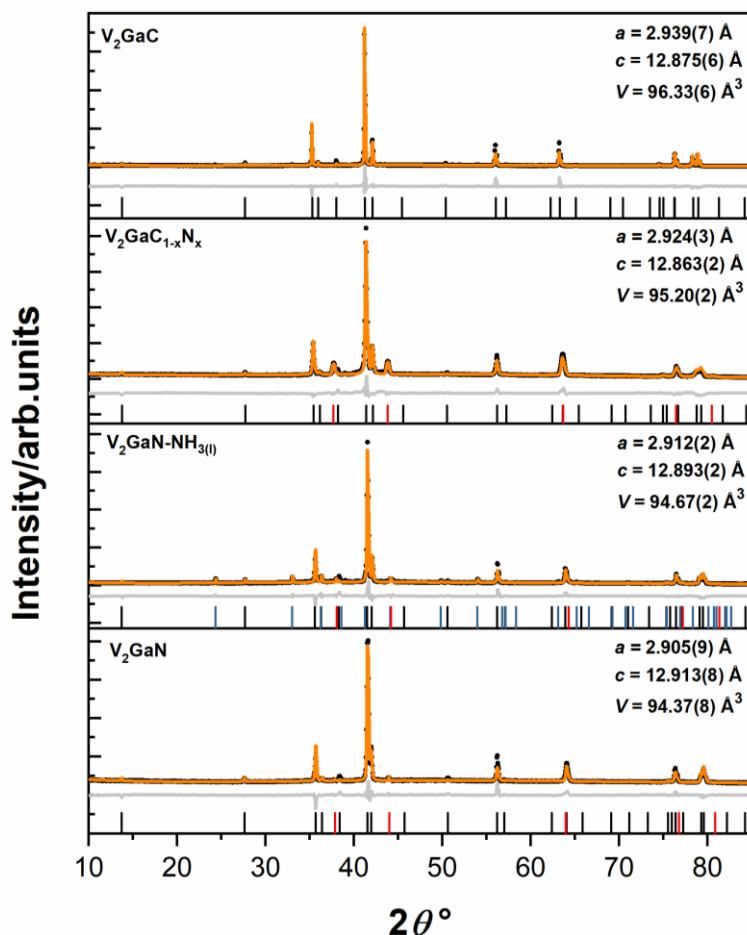 V₂GaC
a = 2.939(7) Å
c = 12.875(6) Å
V = 96.33(6) Å³
V₂GaC₁₋ₓNₓ
a = 2.924(3) Å
c = 12.863(2) Å
V = 95.20(2) Å³
V₂GaN-NH₃₍ₗ₎
a = 2.912(2) Å
c = 12.893(2) Å
V = 94.67(2) Å³
V₂GaN
a = 2.905(9) Å
c = 12.913(8) Å
V = 94.37(8) Å³
Intensity/arb.units
10 20 30 40 50 60 70 80
2θ°